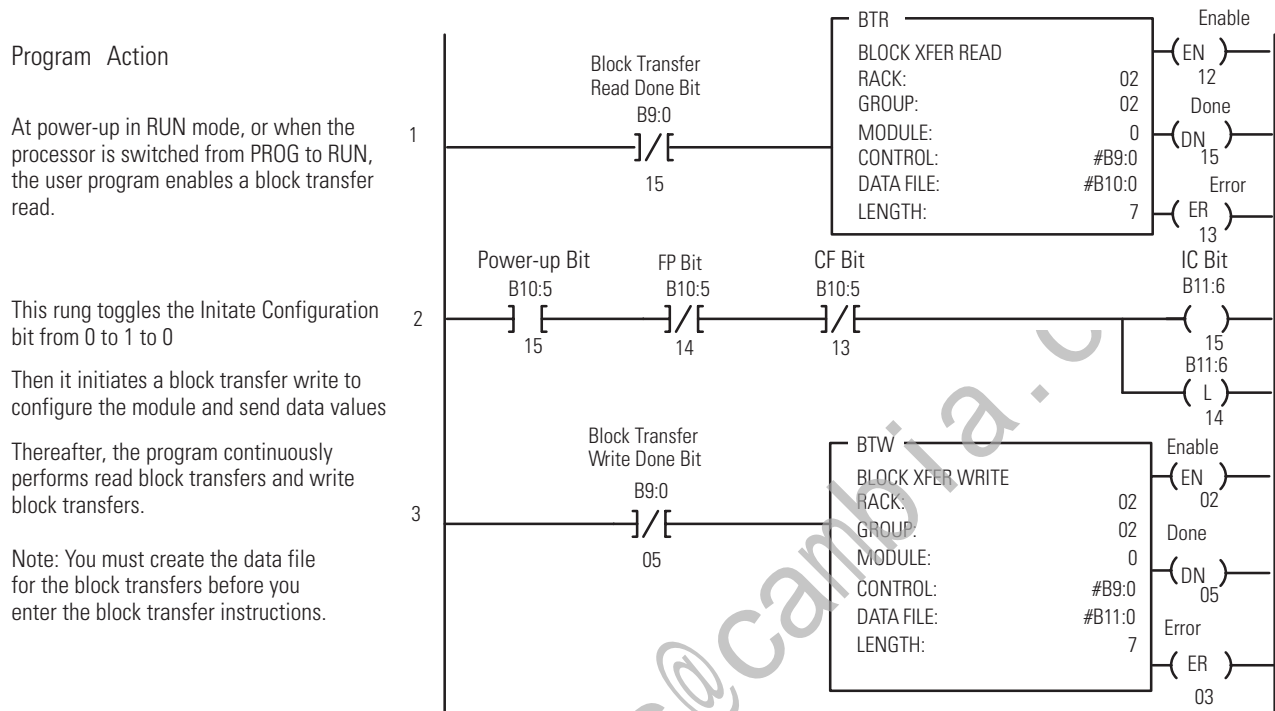 Program Action
At power-up in RUN mode, or when the
processor is switched from PROG to RUN,
the user program enables a block transfer
read.
This rung toggles the Initate Configuration
bit from 0 to 1 to 0
Then it initiates a block transfer write to
configure the module and send data values
Thereafter, the program continuously
performs read block transfers and write
block transfers.
Note: You must create the data file
for the block transfers before you
enter the block transfer instructions.
1
Block Transfer
Read Done Bit
B9:0
15
BTR
BLOCK XFER READ
RACK: 02
GROUP: 02
MODULE: 0
CONTROL: #B9:0
DATA FILE: #B10:0
LENGTH: 7
Enable
EN
12
Done
DN
15
Error
ER
13
2
Power-up Bit
B10:5
15
FP Bit
B10:5
14
CF Bit
B10:5
13
IC Bit
B11:6
15
B11:6
L
14
3
Block Transfer
Write Done Bit
B9:0
05
BTW
BLOCK XFER WRITE
RACK: 02
GROUP: 02
MODULE: 0
CONTROL: #B9:0
DATA FILE: #B11:0
LENGTH: 7
Enable
EN
02
Done
DN
05
Error
ER
03